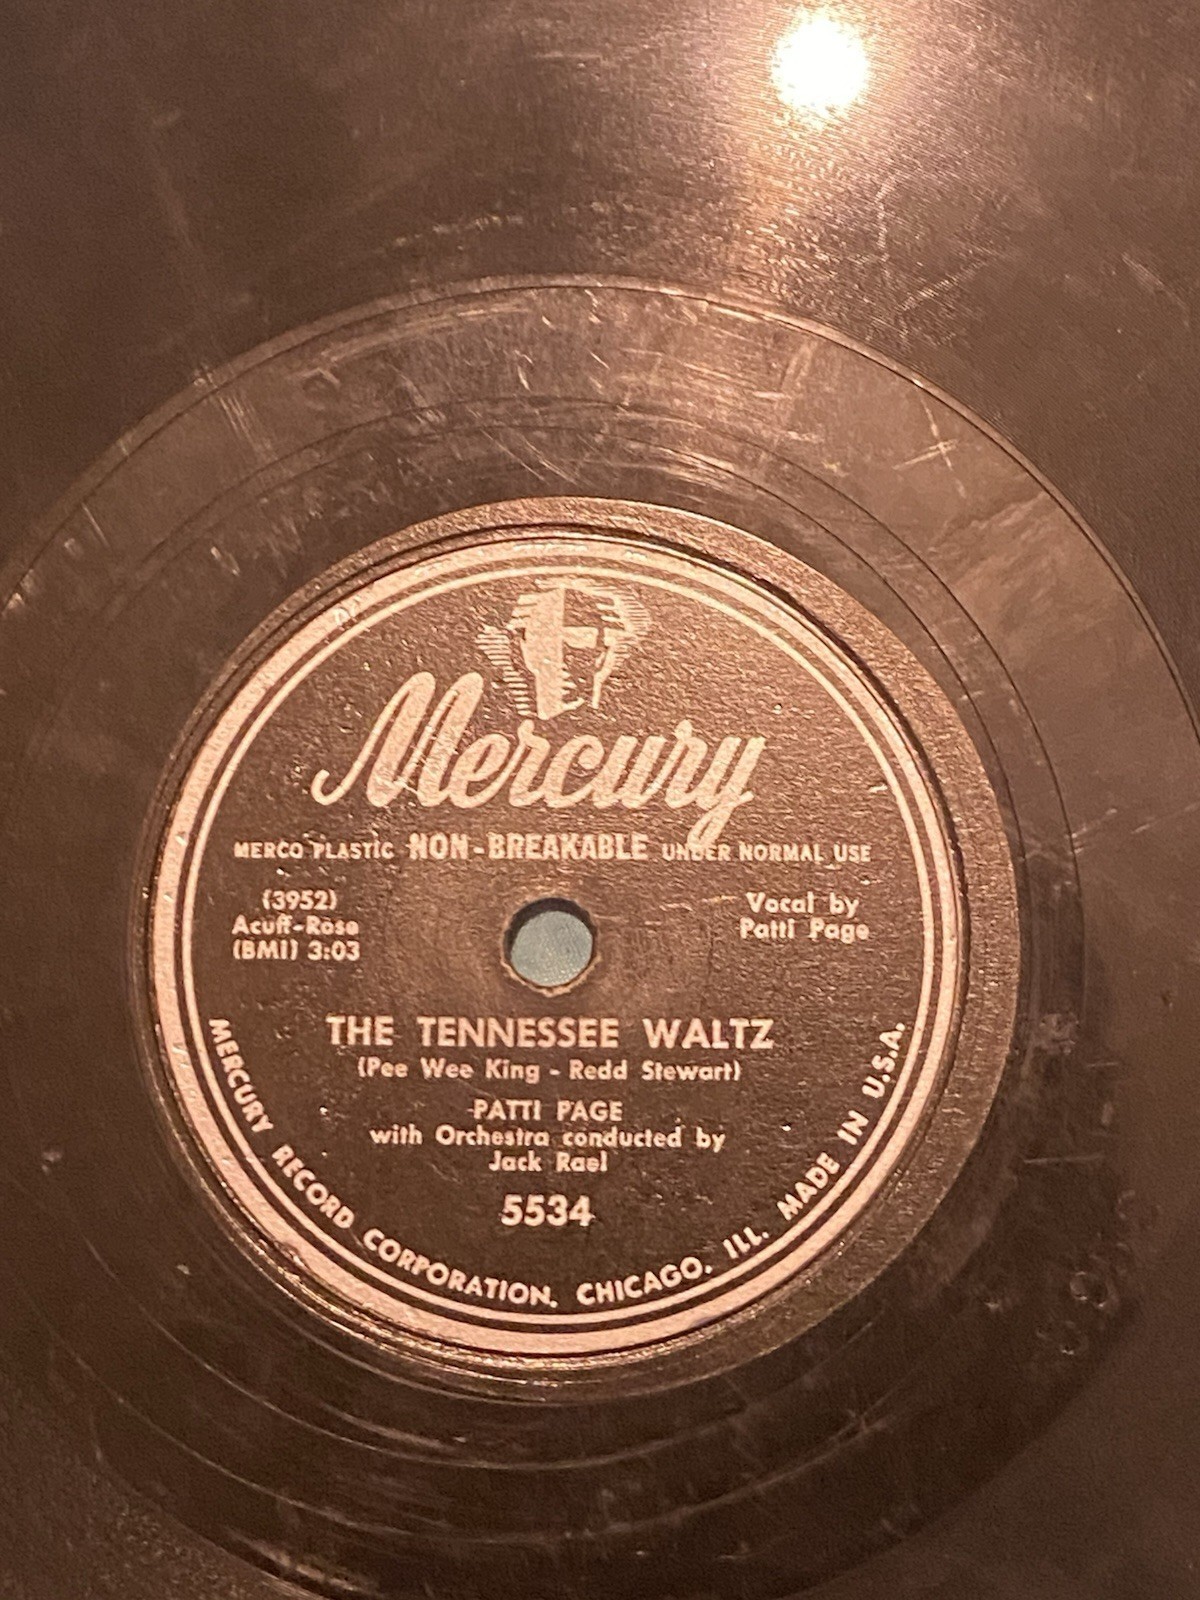 Mercury
MERCO PLASTIC NON-BREAKABLE UNDER NORMAL USE
(3952)
Acuff-Rose
(BMI) 3:03
Vocal by
Patti Page
THE TENNESSEE WALTZ
(Pee Wee King - Redd Stewart)
PATTI PAGE
with Orchestra conducted by
Jack Rael
5534
MERCURY RECORD CORPORATION. CHICAGO. ILL. MADE IN U.S.A.